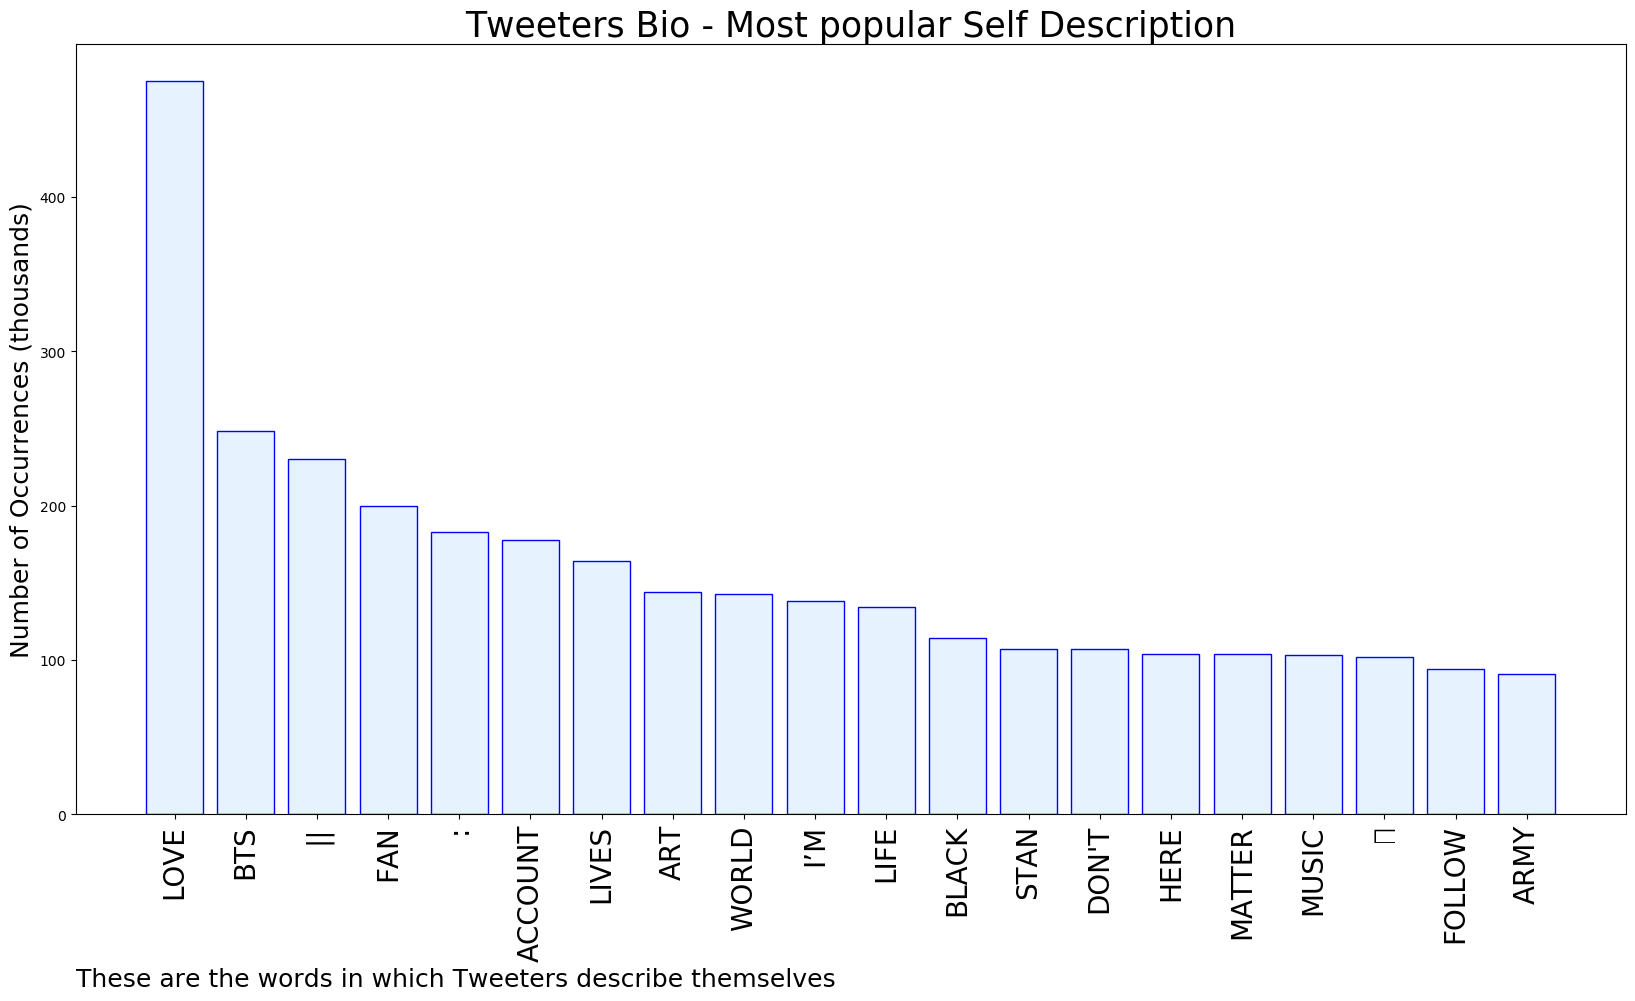 Tweeters Bio - Most popular Self Description
Number of Occurrences (thousands)
400
300
200
100
0
LOVE
BTS
||
FAN
:
ACCOUNT
LIVES
ART
WORLD
I’M
LIFE
BLACK
STAN
DON'T
HERE
MATTER
MUSIC
FOLLOW
ARMY
These are the words in which Tweeters describe themselves